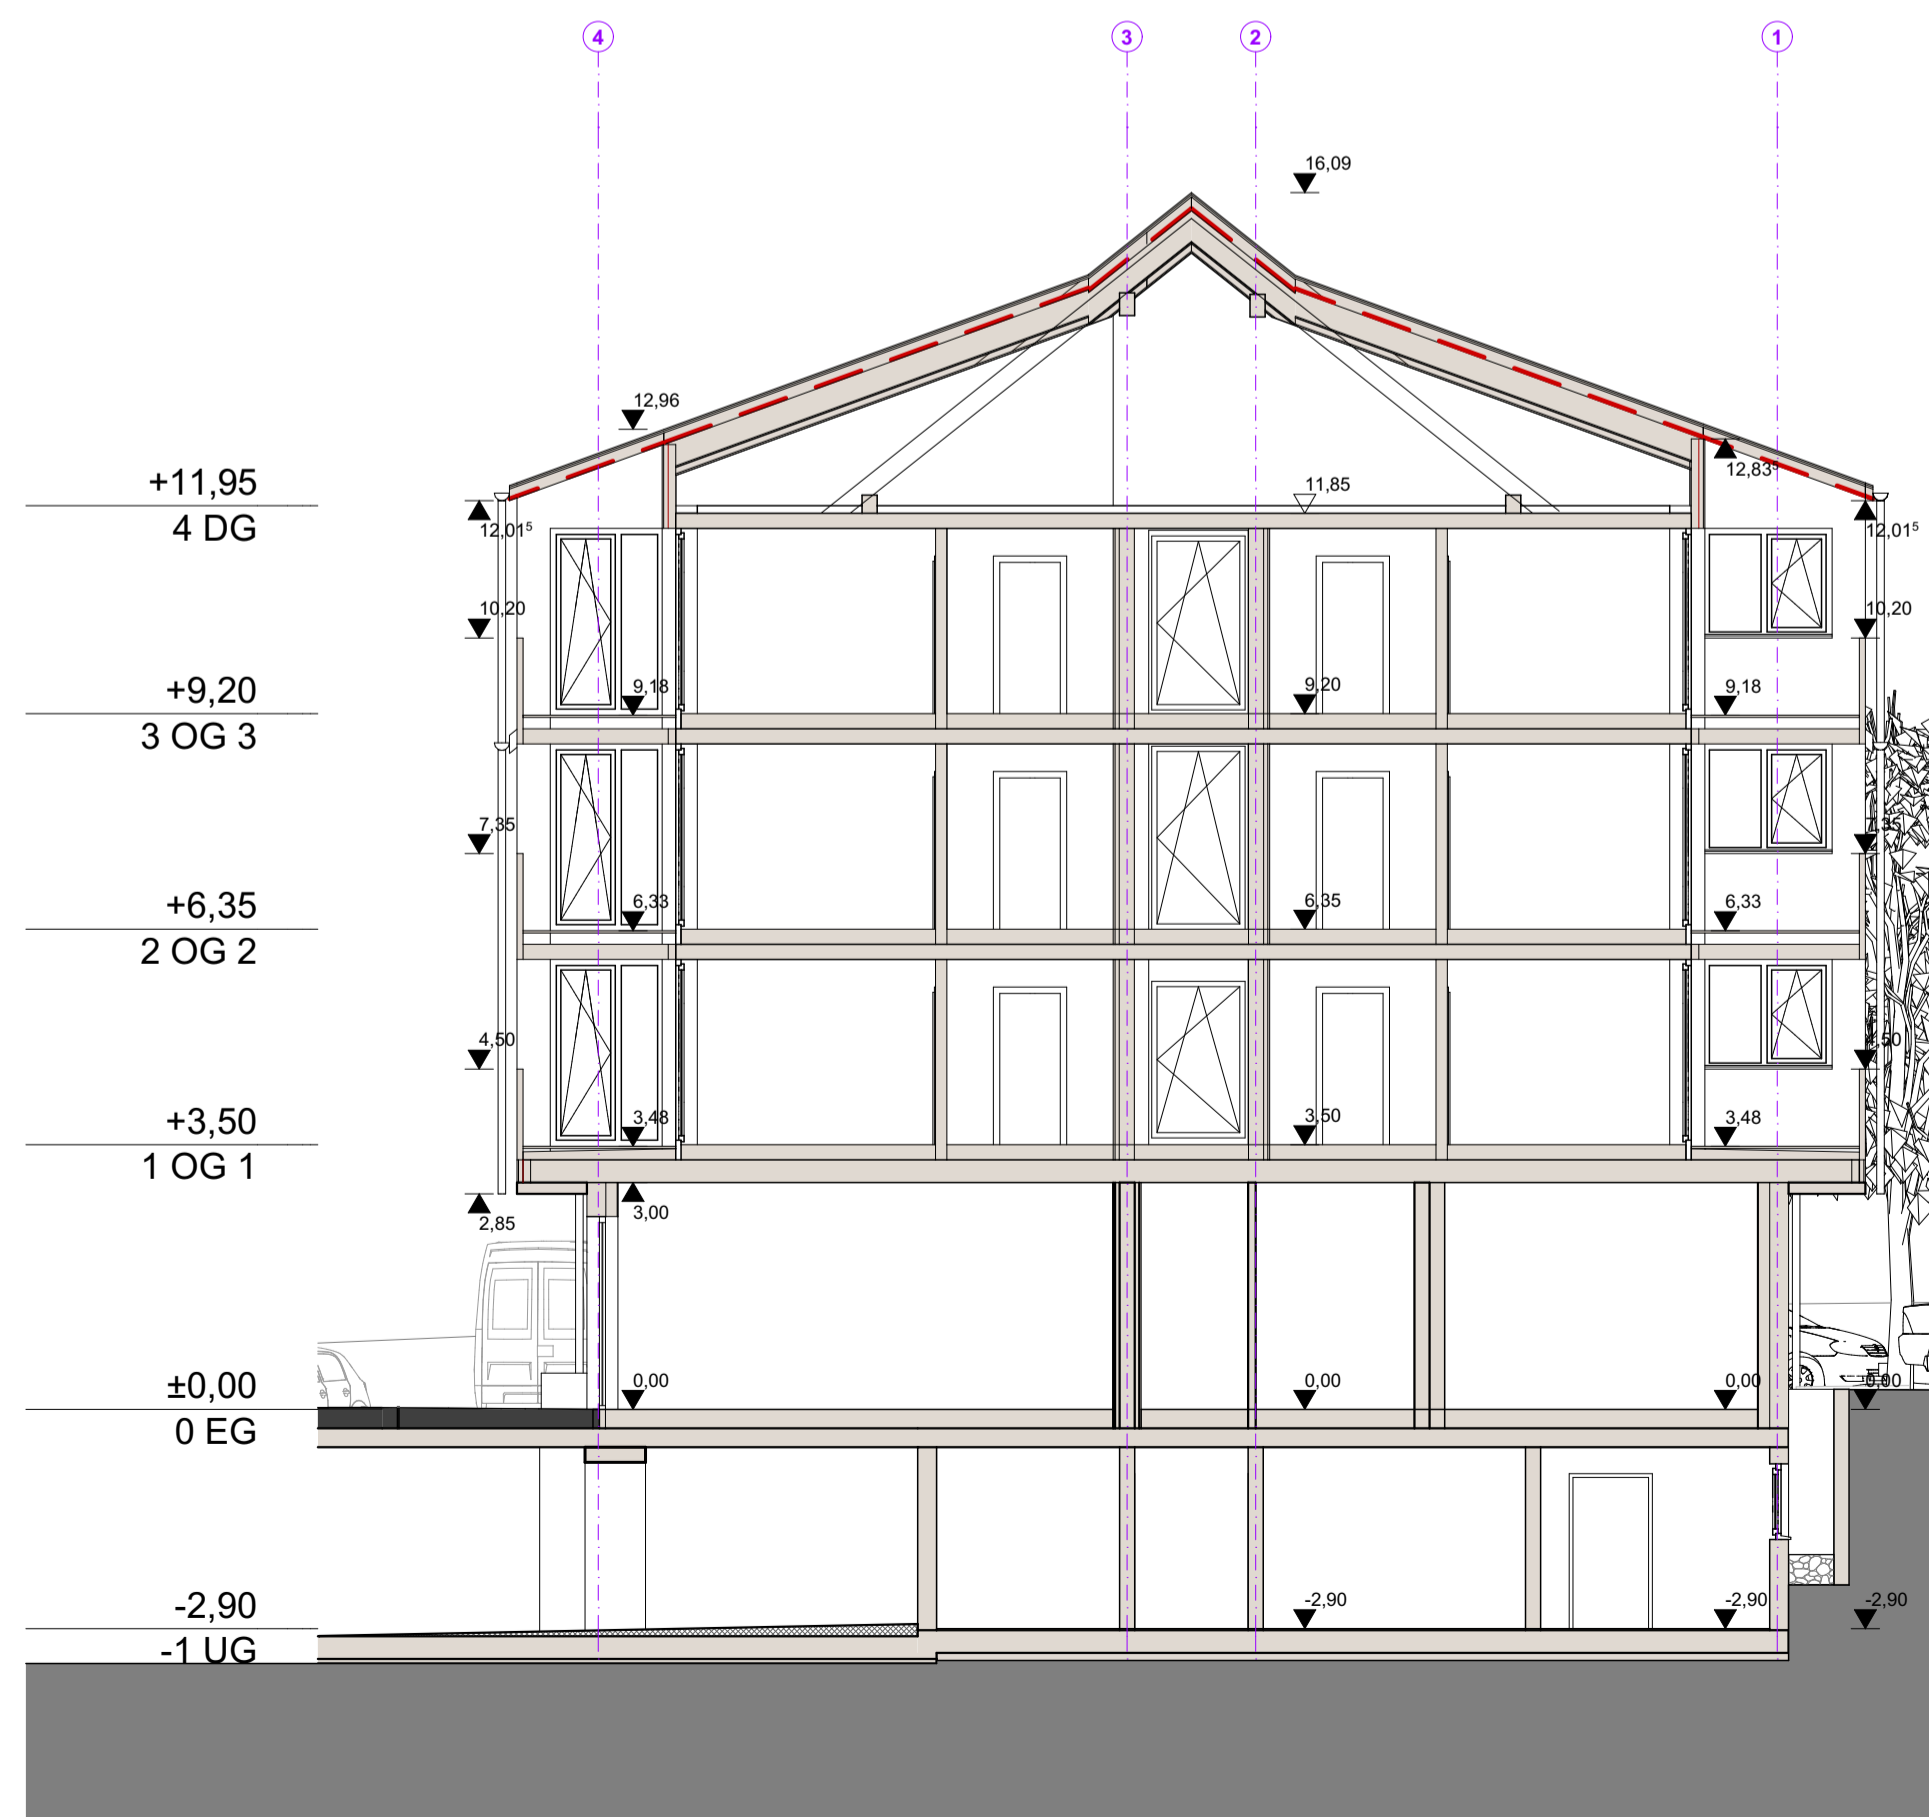 4 3 2 1
16,09
12,96
12,83⁵
+11,95
4 DG
11,85
12,01⁵ 12,01⁵
10,20 10,20
+9,20
3 OG 3
9,18 9,20 9,18
7,35 7,35
+6,35
2 OG 2
6,33 6,35 6,33
4,50 4,50
+3,50
1 OG 1
3,48 3,50 3,48
2,85 3,00
±0,00
0 EG
0,00 0,00 0,00 0,00
-2,90
-1 UG
-2,90 -2,90 -2,90